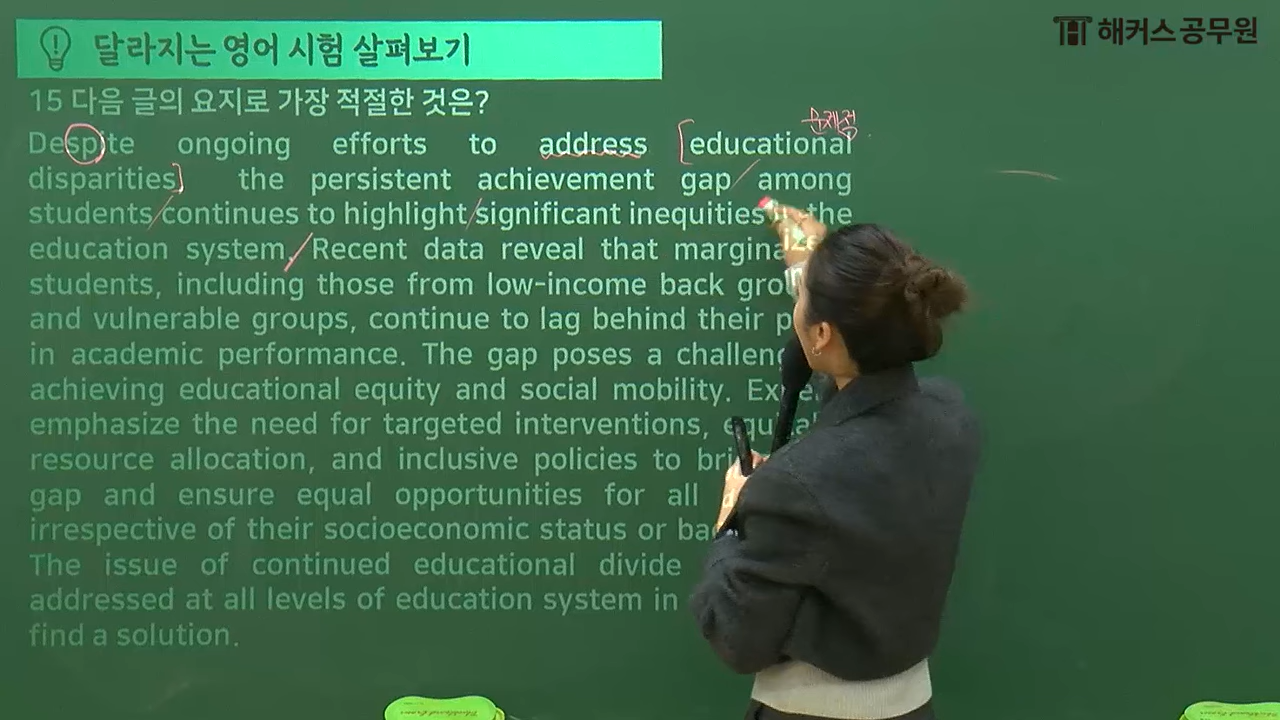 해커스 공무원
달라지는 영어 시험 살펴보기
15 다음 글의 요지로 가장 적절한 것은?
문제점
Despite ongoing efforts to address [educational
disparities] the persistent achievement gap among
students continues to highlight significant inequities the
education system. Recent data reveal that
students, including those from low-income back
and vulnerable groups, continue to lag behind their
in academic performance. The gap poses a
achieving educational equity and social mobility.
emphasize the need for targeted interventions,
resource allocation, and inclusive policies to
gap and ensure equal opportunities for all
irrespective of their socioeconomic status or
The issue of continued educational divide
addressed at all levels of education system in
find a solution.